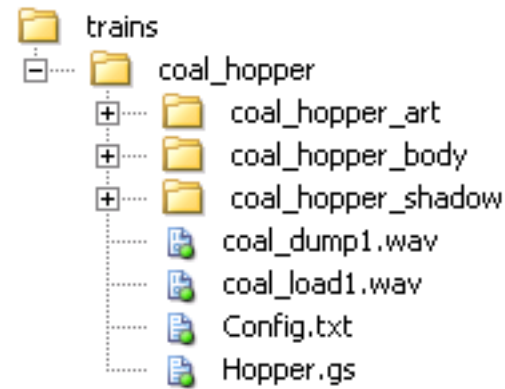 trains
coal_hopper
coal_hopper_art
coal_hopper_body
coal_hopper_shadow
coal_dump1.wav
coal_load1.wav
Config.txt
Hopper.gs